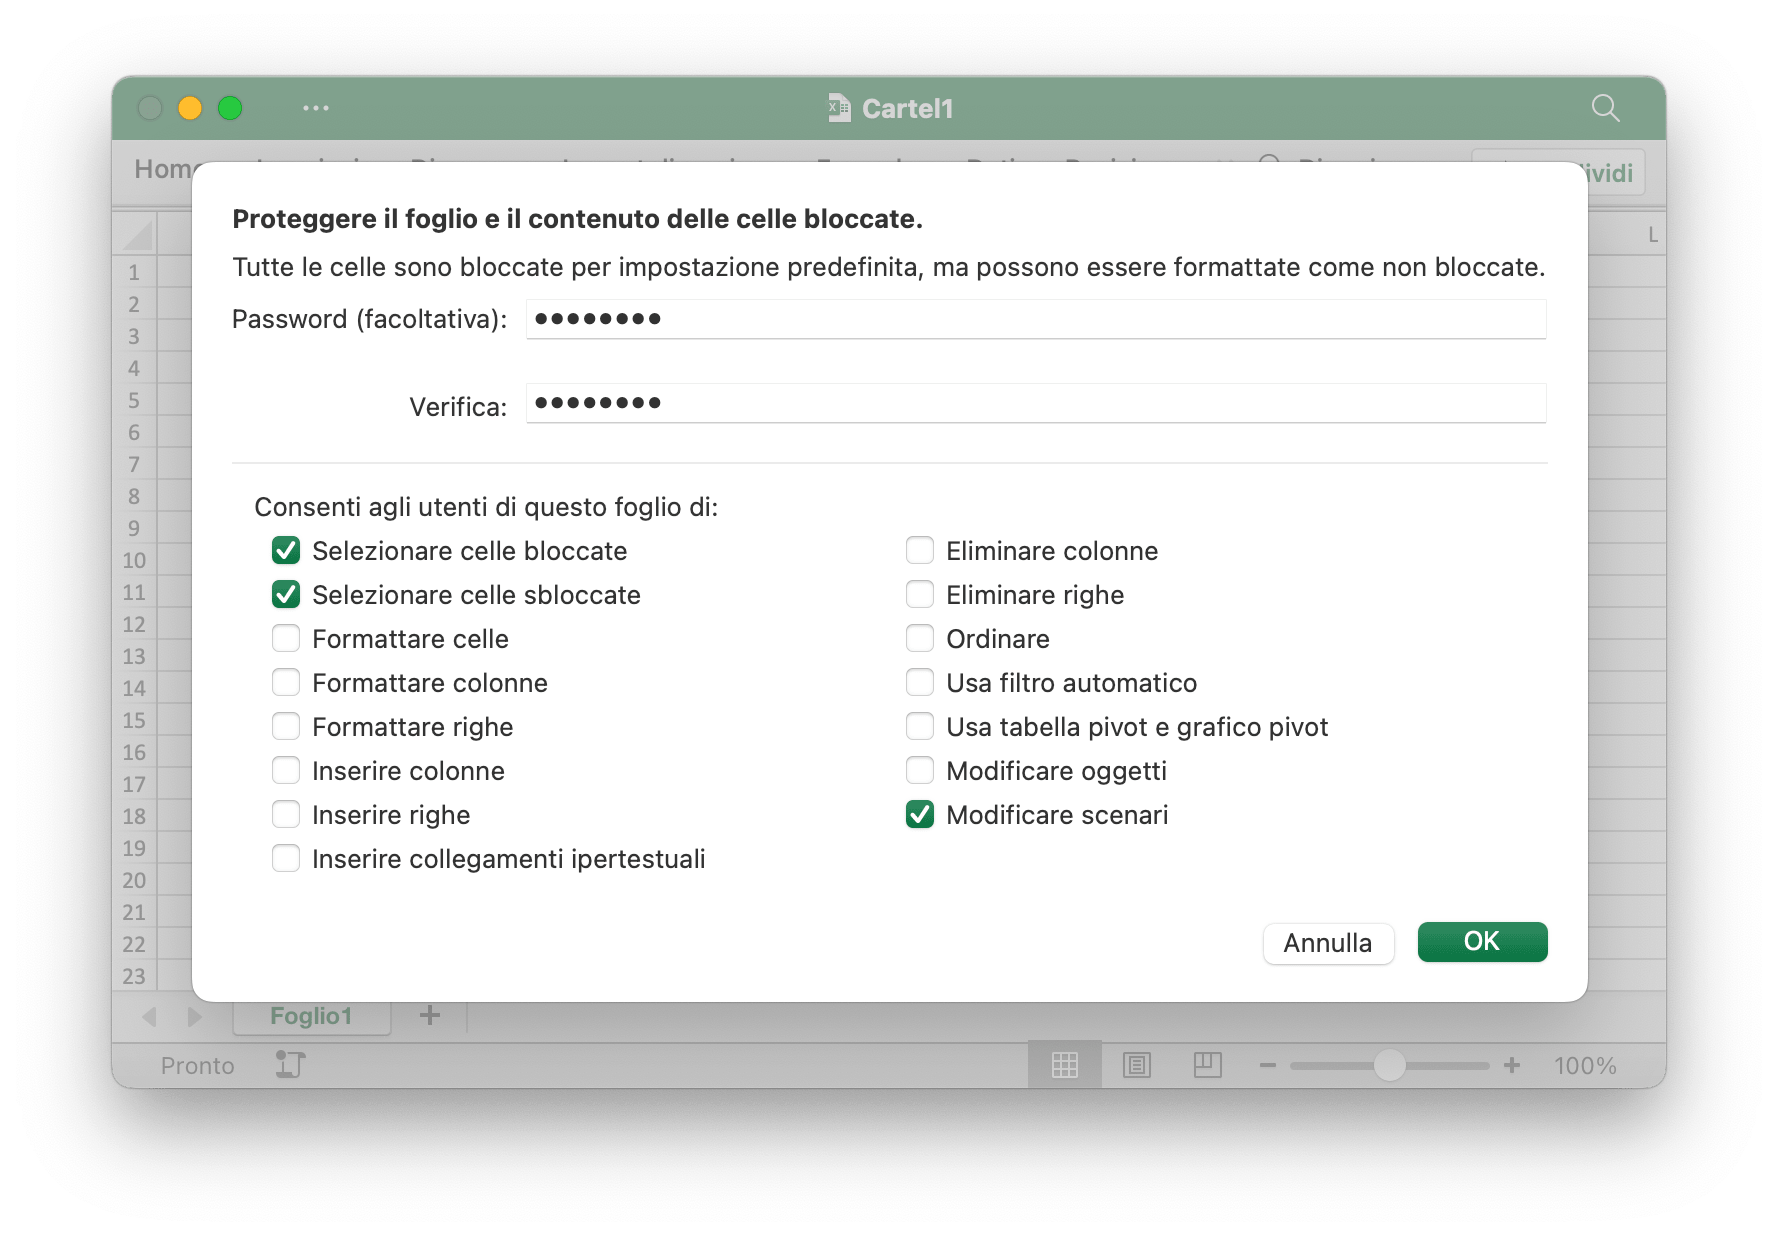 Cartel1
Home
ividi
L
Proteggere il foglio e il contenuto delle celle bloccate.
Tutte le celle sono bloccate per impostazione predefinita, ma possono essere formattate come non bloccate.
Password (facoltativa): ●●●●●●●●
Verifica: ●●●●●●●●
Consenti agli utenti di questo foglio di:
Selezionare celle bloccate
Selezionare celle sbloccate
Formattare celle
Formattare colonne
Formattare righe
Inserire colonne
Inserire righe
Inserire collegamenti ipertestuali
Eliminare colonne
Eliminare righe
Ordinare
Usa filtro automatico
Usa tabella pivot e grafico pivot
Modificare oggetti
Modificare scenari
Annulla
OK
1
2
3
4
5
6
7
8
9
10
11
12
13
14
15
16
17
18
19
20
21
22
23
Foglio1
Pronto
100%